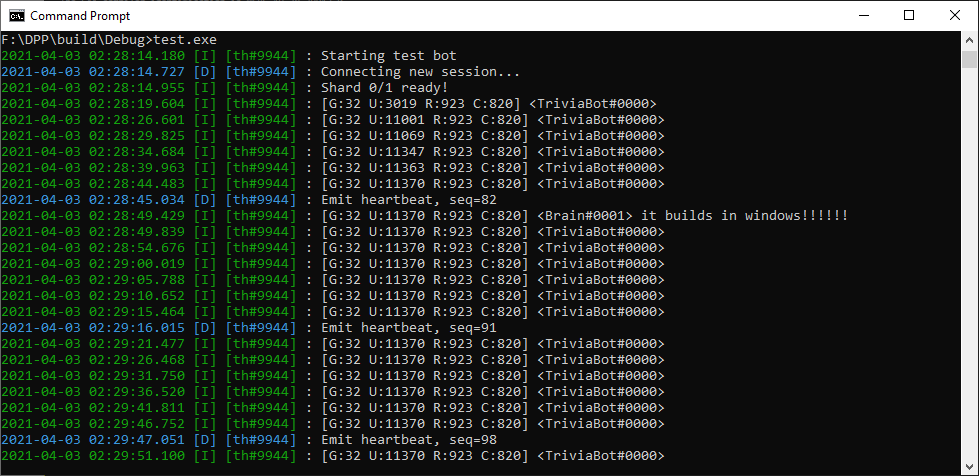 Command Prompt
F:\DPP\build\Debug>test.exe
2021-04-03 02:28:14.180 [I] [th#9944] : Starting test bot
2021-04-03 02:28:14.727 [D] [th#9944] : Connecting new session...
2021-04-03 02:28:14.955 [I] [th#9944] : Shard 0/1 ready!
2021-04-03 02:28:19.604 [I] [th#9944] : [G:32 U:3019 R:923 C:820] <TriviaBot#0000>
2021-04-03 02:28:26.601 [I] [th#9944] : [G:32 U:11001 R:923 C:820] <TriviaBot#0000>
2021-04-03 02:28:29.825 [I] [th#9944] : [G:32 U:11069 R:923 C:820] <TriviaBot#0000>
2021-04-03 02:28:34.684 [I] [th#9944] : [G:32 U:11347 R:923 C:820] <TriviaBot#0000>
2021-04-03 02:28:39.963 [I] [th#9944] : [G:32 U:11363 R:923 C:820] <TriviaBot#0000>
2021-04-03 02:28:44.483 [I] [th#9944] : [G:32 U:11370 R:923 C:820] <TriviaBot#0000>
2021-04-03 02:28:45.034 [D] [th#9944] : Emit heartbeat, seq=82
2021-04-03 02:28:49.429 [I] [th#9944] : [G:32 U:11370 R:923 C:820] <Brain#0001> it builds in windows!!!!!!
2021-04-03 02:28:49.839 [I] [th#9944] : [G:32 U:11370 R:923 C:820] <TriviaBot#0000>
2021-04-03 02:28:54.676 [I] [th#9944] : [G:32 U:11370 R:923 C:820] <TriviaBot#0000>
2021-04-03 02:29:00.019 [I] [th#9944] : [G:32 U:11370 R:923 C:820] <TriviaBot#0000>
2021-04-03 02:29:05.788 [I] [th#9944] : [G:32 U:11370 R:923 C:820] <TriviaBot#0000>
2021-04-03 02:29:10.652 [I] [th#9944] : [G:32 U:11370 R:923 C:820] <TriviaBot#0000>
2021-04-03 02:29:15.464 [I] [th#9944] : [G:32 U:11370 R:923 C:820] <TriviaBot#0000>
2021-04-03 02:29:16.015 [D] [th#9944] : Emit heartbeat, seq=91
2021-04-03 02:29:21.477 [I] [th#9944] : [G:32 U:11370 R:923 C:820] <TriviaBot#0000>
2021-04-03 02:29:26.468 [I] [th#9944] : [G:32 U:11370 R:923 C:820] <TriviaBot#0000>
2021-04-03 02:29:31.750 [I] [th#9944] : [G:32 U:11370 R:923 C:820] <TriviaBot#0000>
2021-04-03 02:29:36.520 [I] [th#9944] : [G:32 U:11370 R:923 C:820] <TriviaBot#0000>
2021-04-03 02:29:41.811 [I] [th#9944] : [G:32 U:11370 R:923 C:820] <TriviaBot#0000>
2021-04-03 02:29:46.752 [I] [th#9944] : [G:32 U:11370 R:923 C:820] <TriviaBot#0000>
2021-04-03 02:29:47.051 [D] [th#9944] : Emit heartbeat, seq=98
2021-04-03 02:29:51.100 [I] [th#9944] : [G:32 U:11370 R:923 C:820] <TriviaBot#0000>